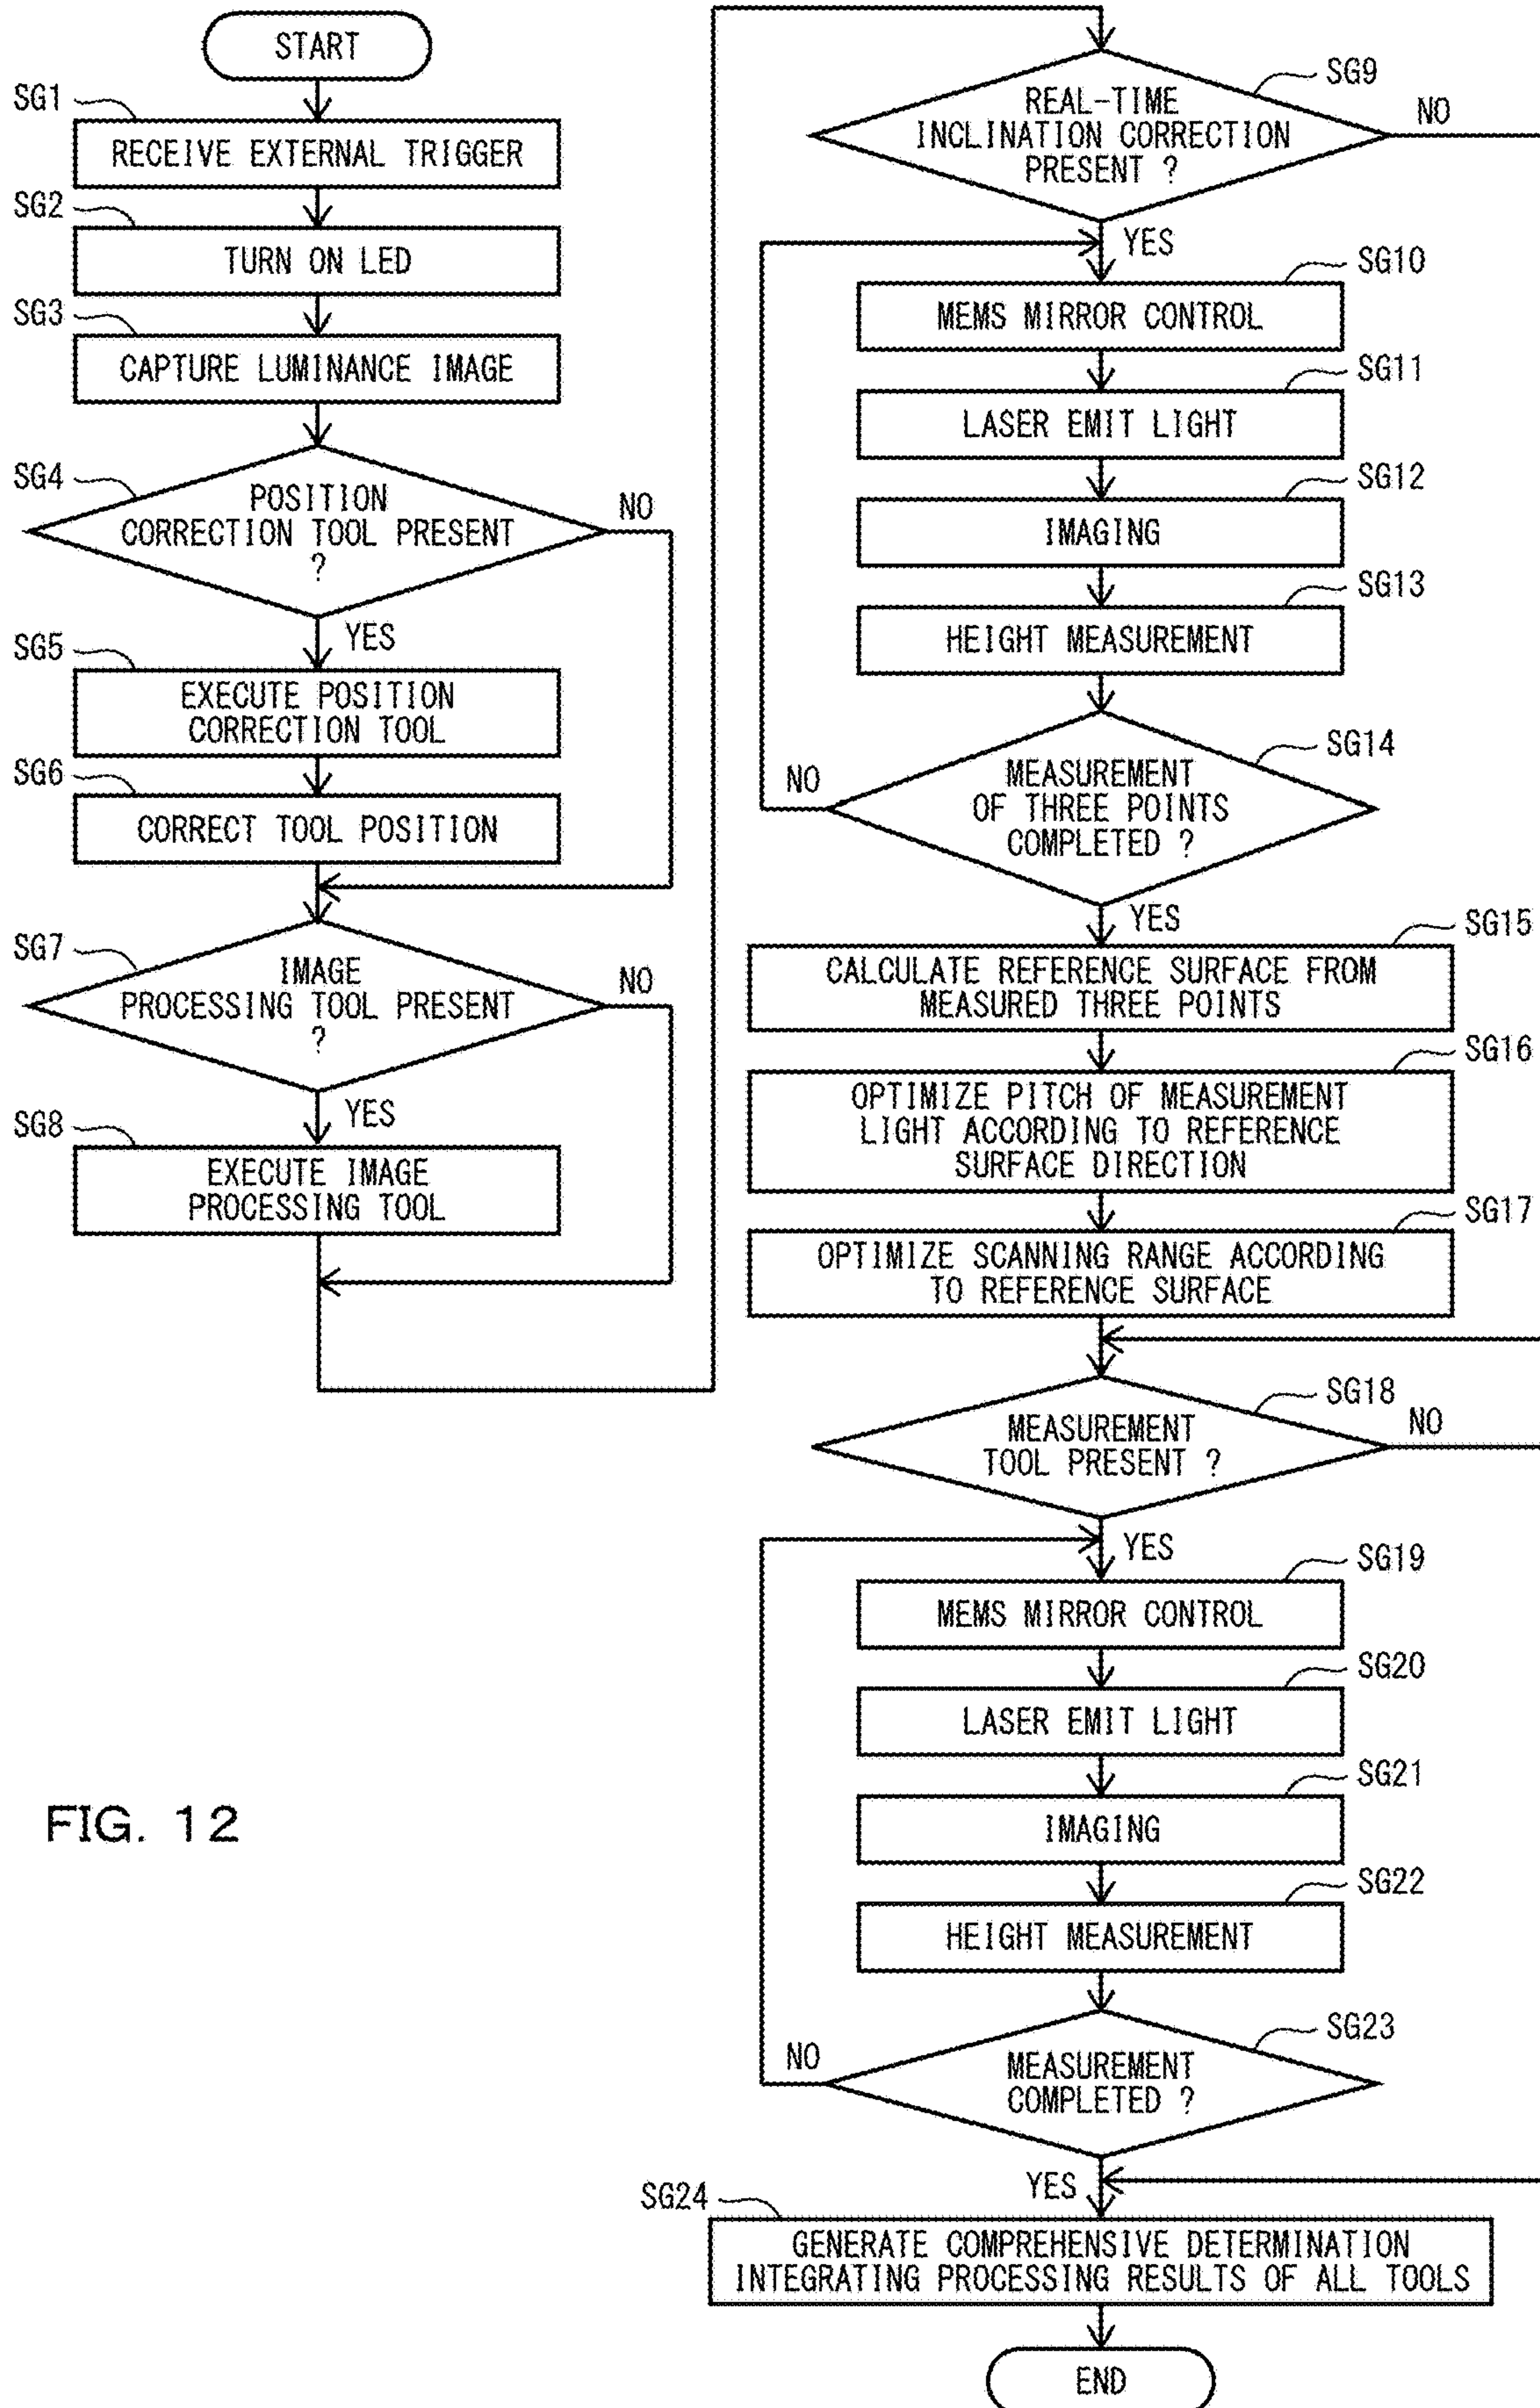 START
SG1
RECEIVE EXTERNAL TRIGGER
SG2
TURN ON LED
SG3
CAPTURE LUMINANCE IMAGE
SG4
POSITION
CORRECTION TOOL PRESENT
?
NO
YES
SG5
EXECUTE POSITION
CORRECTION TOOL
SG6
CORRECT TOOL POSITION
SG7
IMAGE
PROCESSING TOOL PRESENT
?
NO
YES
SG8
EXECUTE IMAGE
PROCESSING TOOL
SG9
REAL-TIME
INCLINATION CORRECTION
PRESENT ?
NO
YES
SG10
MEMS MIRROR CONTROL
SG11
LASER EMIT LIGHT
SG12
IMAGING
SG13
HEIGHT MEASUREMENT
SG14
MEASUREMENT
OF THREE POINTS
COMPLETED ?
NO
YES
SG15
CALCULATE REFERENCE SURFACE FROM
MEASURED THREE POINTS
SG16
OPTIMIZE PITCH OF MEASUREMENT
LIGHT ACCORDING TO REFERENCE
SURFACE DIRECTION
SG17
OPTIMIZE SCANNING RANGE ACCORDING
TO REFERENCE SURFACE
SG18
MEASUREMENT
TOOL PRESENT ?
NO
YES
SG19
MEMS MIRROR CONTROL
SG20
LASER EMIT LIGHT
SG21
IMAGING
SG22
HEIGHT MEASUREMENT
SG23
MEASUREMENT
COMPLETED ?
NO
YES
SG24
GENERATE COMPREHENSIVE DETERMINATION
INTEGRATING PROCESSING RESULTS OF ALL TOOLS
END
FIG. 12